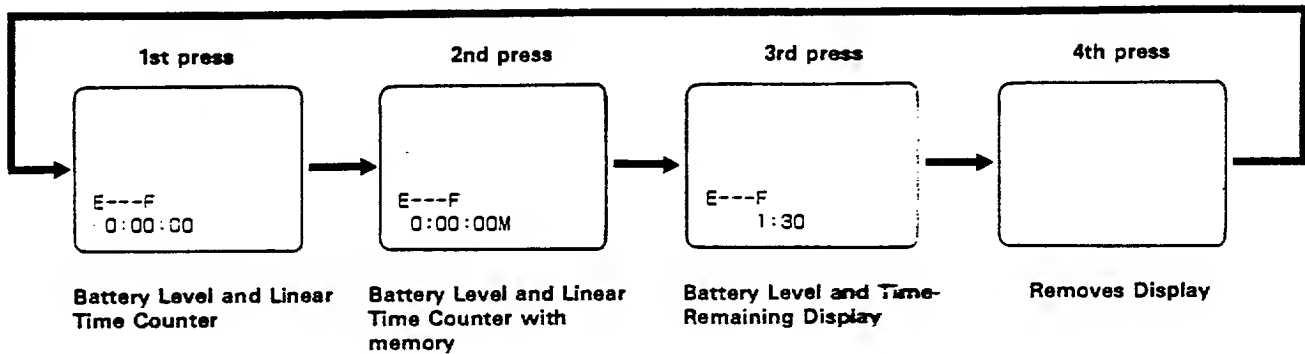 1st press
2nd press
3rd press
4th press
E---F
0:00:00
E---F
0:00:00M
E---F
1:30
Battery Level and Linear
Time Counter
Battery Level and Linear
Time Counter with
memory
Battery Level and Time-
Remaining Display
Removes Display